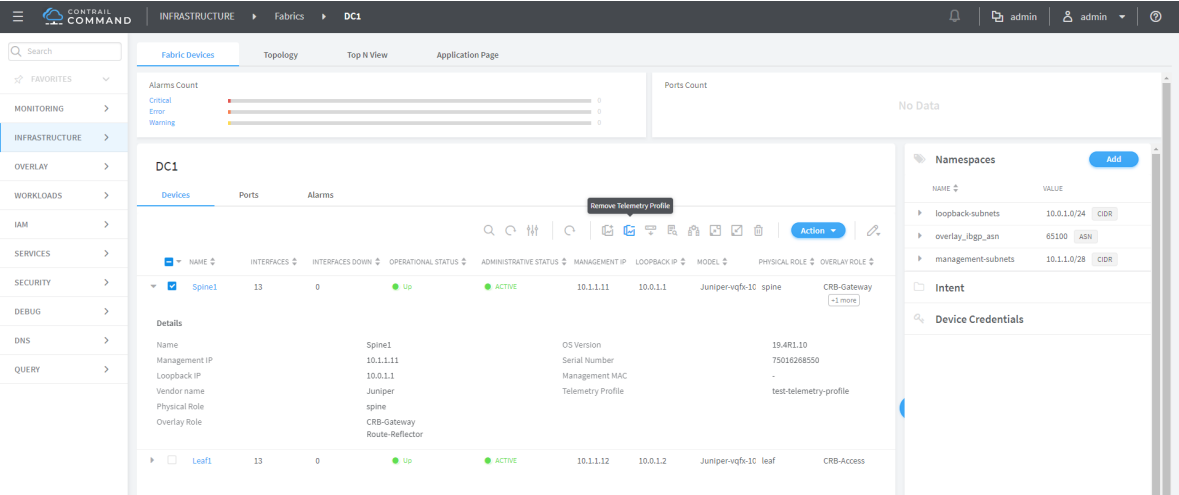 CONTRAIL
COMMAND
INFRASTRUCTURE Fabrics DC1
admin admin
Search
FAVORITES
MONITORING
INFRASTRUCTURE
OVERLAY
WORKLOADS
IAM
SERVICES
SECURITY
DEBUG
DNS
QUERY
Fabric Devices Topology Top N View Application Page
Alarms Count
Critical 0
Error 0
Warning 0
Ports Count
No Data
DC1
Devices Ports Alarms
Remove Telemetry Profile
Action
NAME INTERFACES INTERFACES DOWN OPERATIONAL STATUS ADMINISTRATIVE STATUS MANAGEMENT IP LOOPBACK IP MODEL PHYSICAL ROLE OVERLAY ROLE
Spine1 13 0 Up ACTIVE 10.1.1.11 10.0.1.1 Juniper-vqfx-10 spine CRB-Gateway
+1 more
Details
Name Spine1 OS Version 19.4R1.10
Management IP 10.1.1.11 Serial Number 75016268550
Loopback IP 10.0.1.1 Management MAC -
Vendor name Juniper Telemetry Profile test-telemetry-profile
Physical Role spine
Overlay Role CRB-Gateway
Route-Reflector
Leaf1 13 0 Up ACTIVE 10.1.1.12 10.0.1.2 Juniper-vqfx-10 leaf CRB-Access
Namespaces Add
NAME VALUE
loopback-subnets 10.0.1.0/24 CIDR
overlay_ibgp_asn 65100 ASN
management-subnets 10.1.1.0/28 CIDR
Intent
Device Credentials